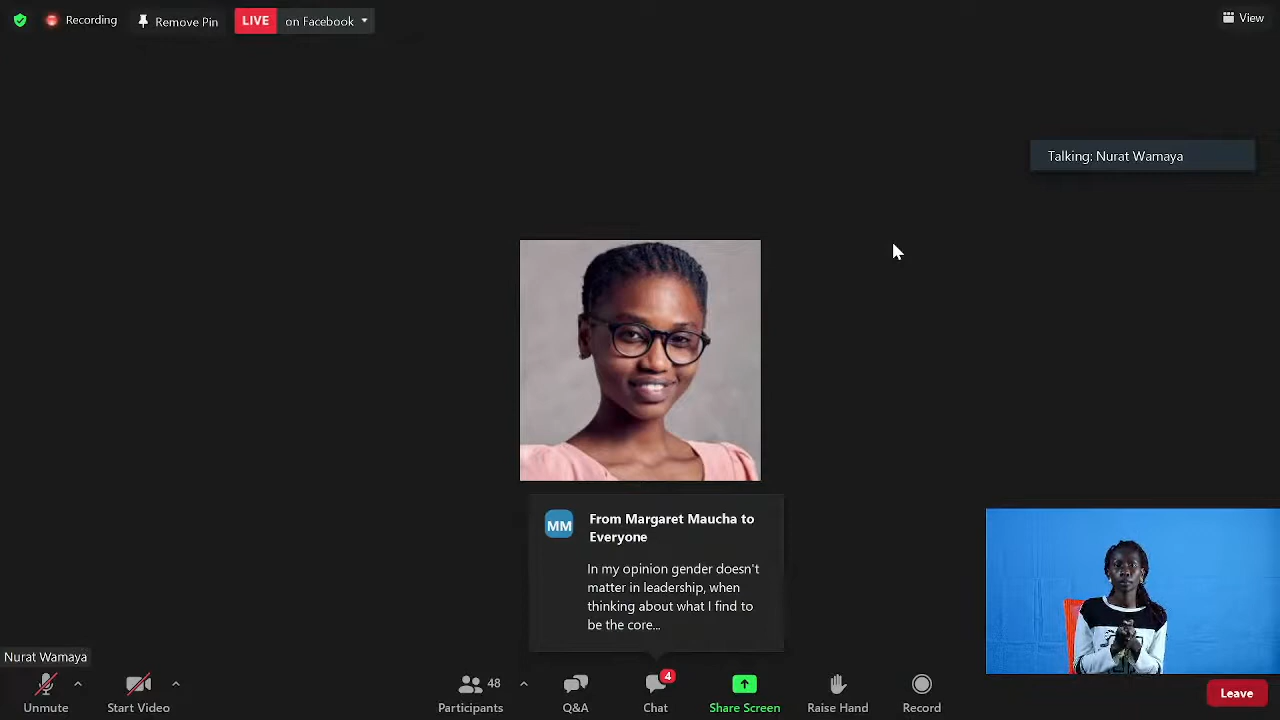 Recording
Remove Pin
LIVE on Facebook
View
Talking: Nurat Wamaya
MM
From Margaret Maucha to
Everyone
In my opinion gender doesn't
matter in leadership, when
thinking about what I find to
be the core...
Nurat Wamaya
Unmute
Start Video
48
Participants
Q&A
4
Chat
Share Screen
Raise Hand
Record
Leave